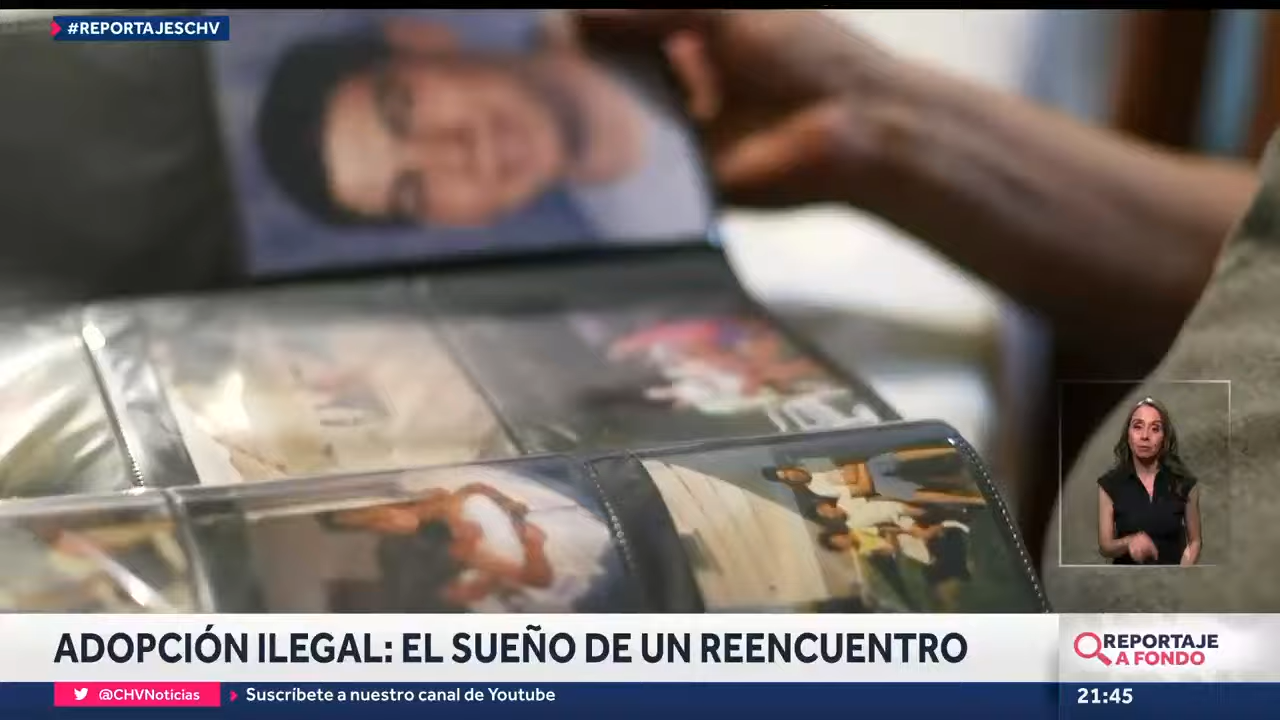 #REPORTAJESCHV
ADOPCIÓN ILEGAL: EL SUEÑO DE UN REENCUENTRO
REPORTAJE
A FONDO
@CHVNoticias
Suscríbete a nuestro canal de Youtube
21:45